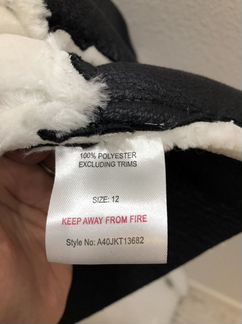 100% POLYESTER
EXCLUDING TRIMS
SIZE: 12
KEEP AWAY FROM FIRE
Style No: A40JKT13682